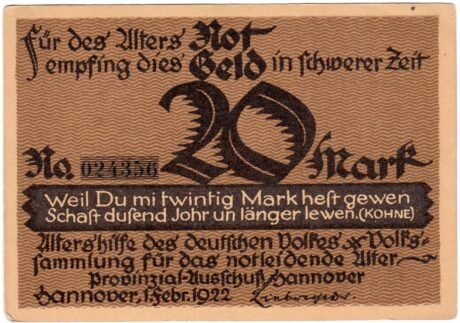 Für des Alters Not
empfing dies Geld in schwerer Zeit
20
No. 024356 Mark
Weil Du mi twintig Mark hest gewen
Schast dusend Johr un länger lewen. (KOHNE)
Altershilfe des deutschen Volkes * Volks-
sammlung für das notleidende Alter
Provinzial-Ausschuß Hannover
Hannover, 1. Febr. 1922